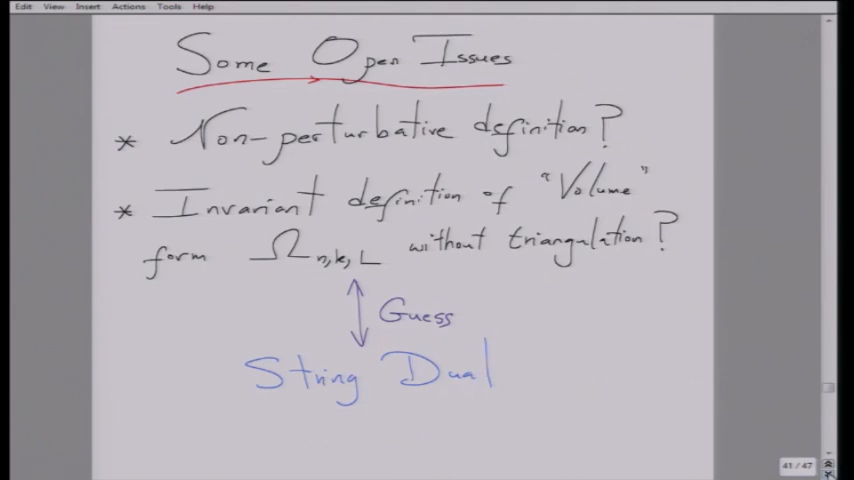 Edit View Insert Actions Tools Help
Some Open Issues
* Non-perturbative definition?
* Invariant definition of "Volume"
form Ω n,k,L without triangulation?
Guess
String Dual
41 / 47